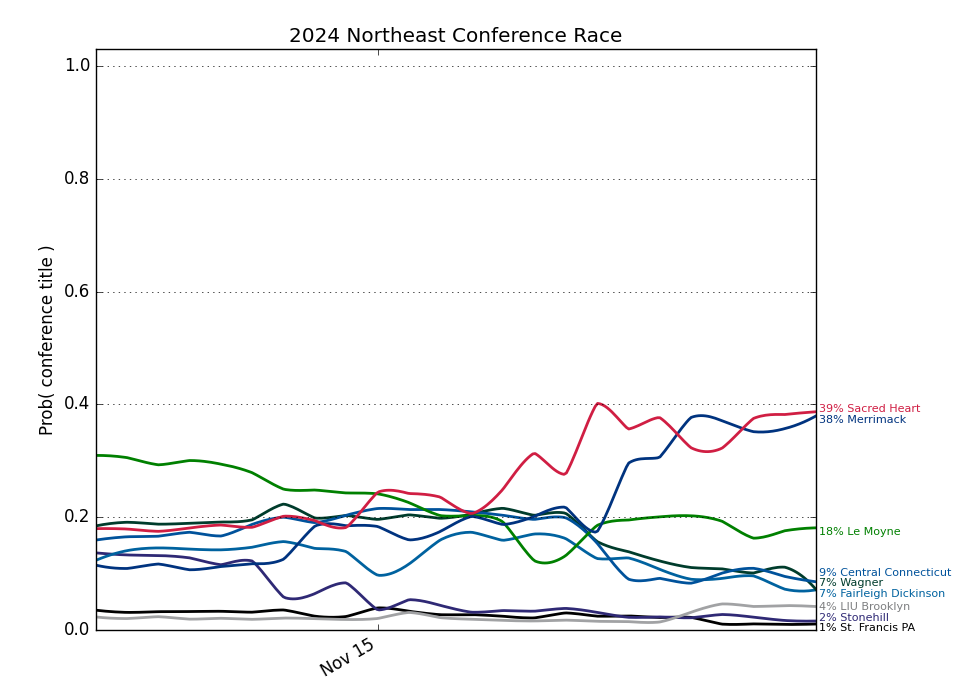 2024 Northeast Conference Race
Prob( conference title )
1.0
0.8
0.6
0.4
0.2
0.0
Nov 15
39% Sacred Heart
38% Merrimack
18% Le Moyne
9% Central Connecticut
7% Wagner
7% Fairleigh Dickinson
4% LIU Brooklyn
2% Stonehill
1% St. Francis PA